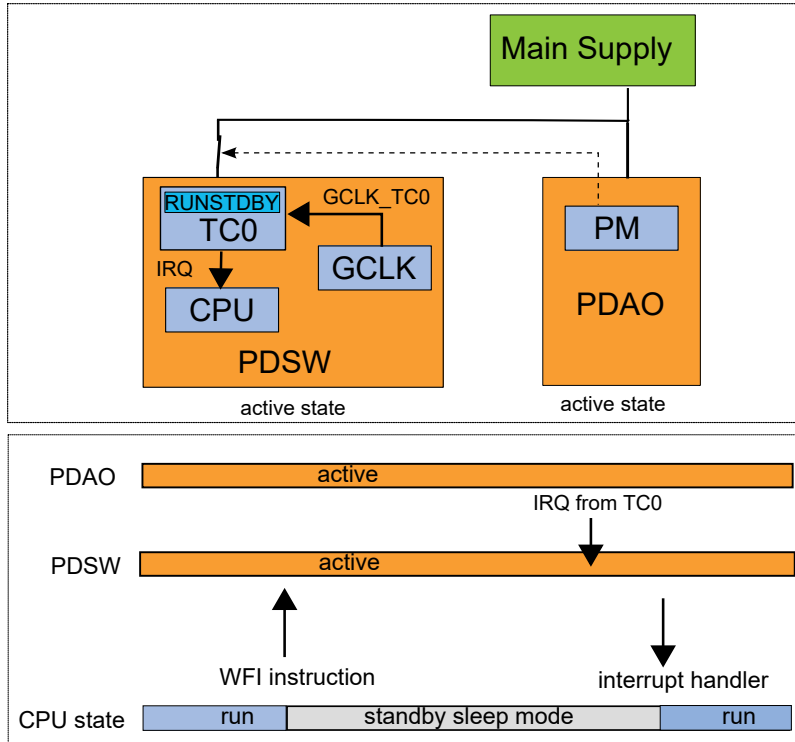 Main Supply
RUNSTDBY
GCLK_TC0
TC0
PM
IRQ
GCLK
CPU
PDAO
PDSW
active state
active state
PDAO
active
IRQ from TC0
PDSW
active
WFI instruction
interrupt handler
CPU state
run
standby sleep mode
run